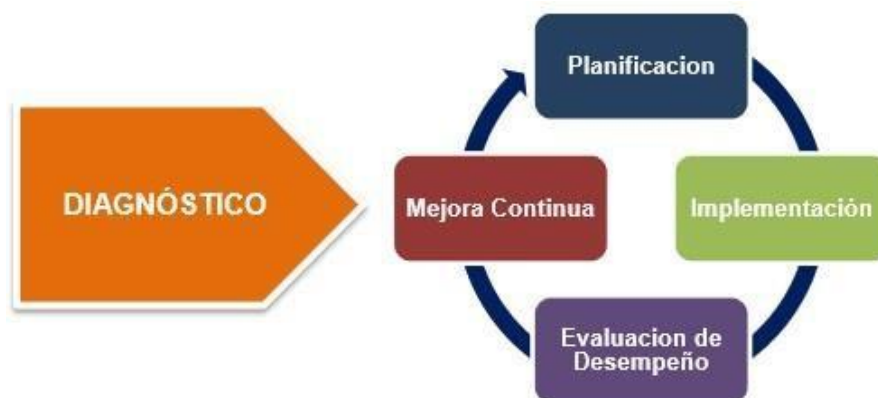 DIAGNÓSTICO
Planificacion
Mejora Continua
Implementación
Evaluacion de
Desempeño